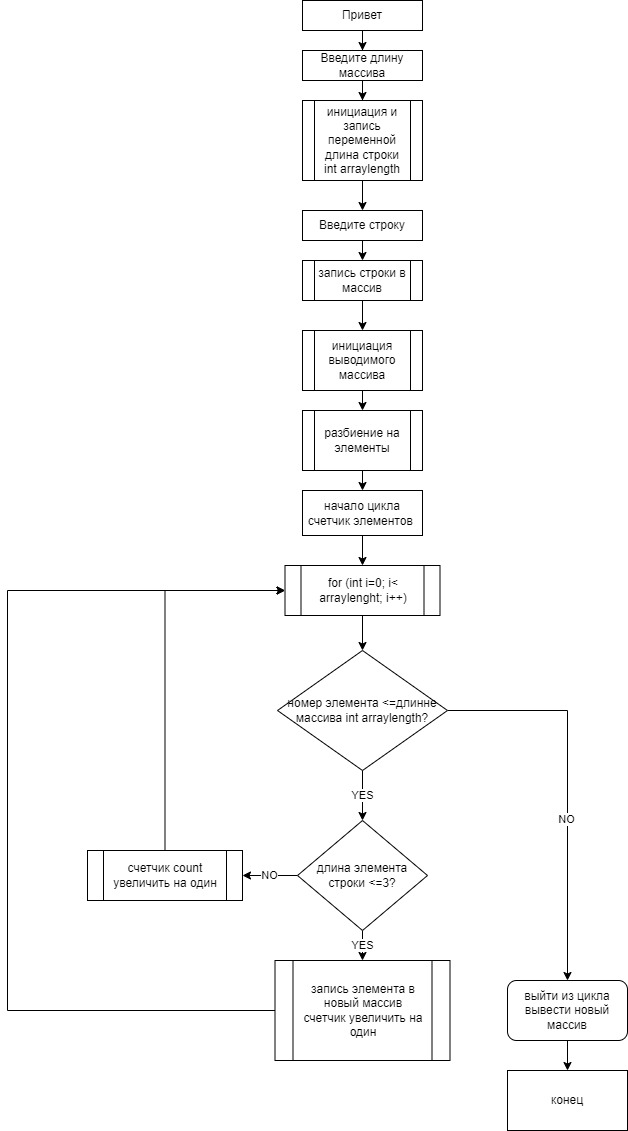 Привет
Введите длину
массива
инициация и
запись
переменной
длина строки
int arraylength
Введите строку
запись строки в
массив
инициация
выводимого
массива
разбиение на
элементы
начало цикла
счетчик элементов
for (int i=0; i<
arraylenght; i++)
номер элемента <=длинне
массива int arraylength?
YES
NO
длина элемента
строки <=3?
NO
счетчик count
увеличить на один
YES
запись элемента в
новый массив
счетчик увеличить на
один
выйти из цикла
вывести новый
массив
конец